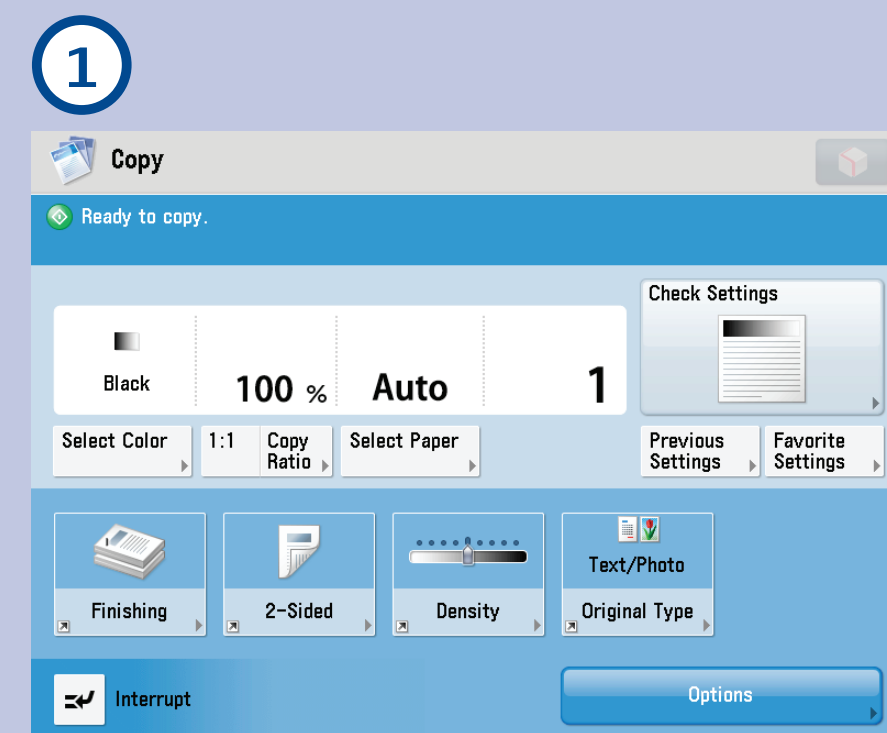 1
Copy
Ready to copy.
Check Settings
Black
100 %
Auto
1
Select Color
1:1
Copy
Ratio
Select Paper
Previous
Settings
Favorite
Settings
Text/Photo
Finishing
2-Sided
Density
Original Type
Interrupt
Options